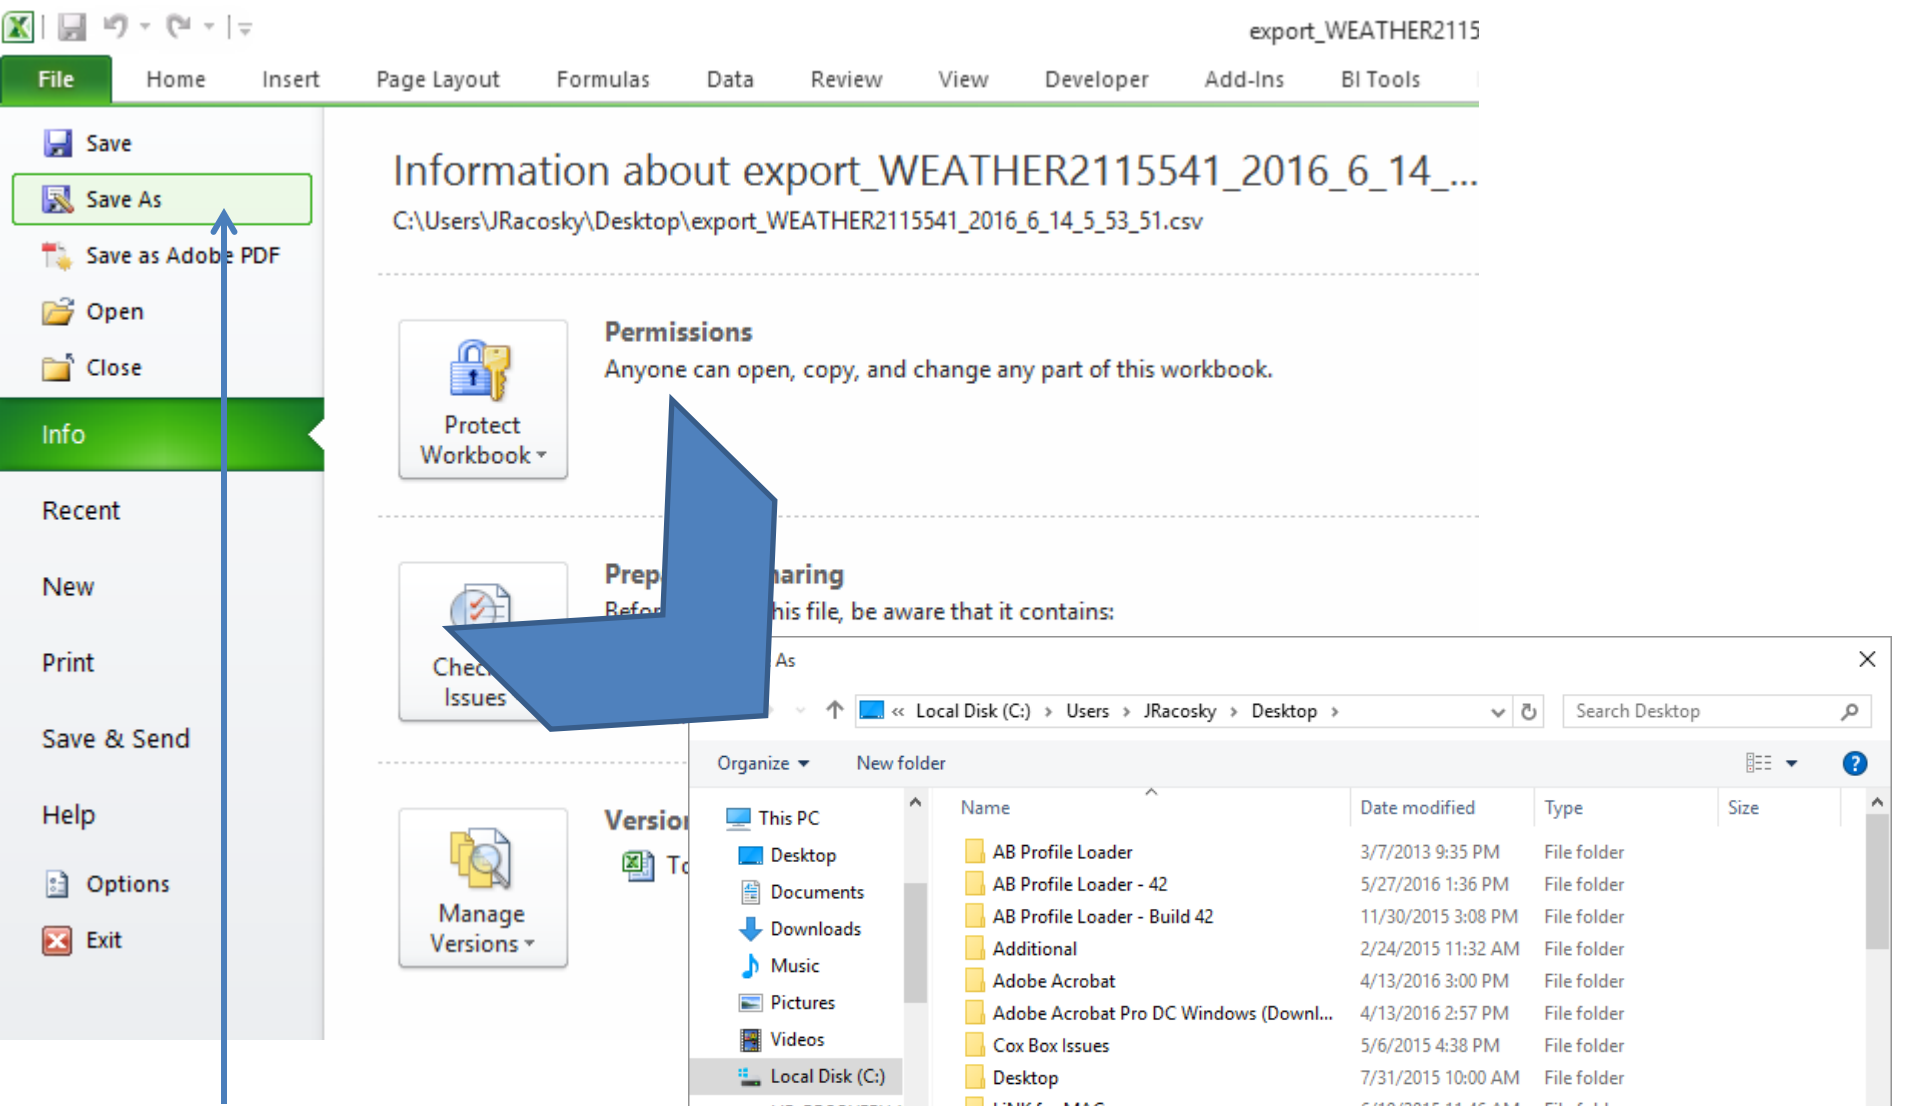 export_WEATHER2115
File Home Insert Page Layout Formulas Data Review View Developer Add-Ins BI Tools
Save
Save As
Save as Adobe PDF
Open
Close
Info
Recent
New
Print
Save & Send
Help
Options
Exit
Information about export_WEATHER2115541_2016_6_14_...
C:\Users\JRacosky\Desktop\export_WEATHER2115541_2016_6_14_5_53_51.csv
Protect
Workbook
Permissions
Anyone can open, copy, and change any part of this workbook.
Issues
his file, be aware that it contains:
Manage
Versions
As
« Local Disk (C:) › Users › JRacosky › Desktop ›
Search Desktop
Organize New folder
This PC
Desktop
Documents
Downloads
Music
Pictures
Videos
Local Disk (C:)
Name Date modified Type Size
AB Profile Loader 3/7/2013 9:35 PM File folder
AB Profile Loader - 42 5/27/2016 1:36 PM File folder
AB Profile Loader - Build 42 11/30/2015 3:08 PM File folder
Additional 2/24/2015 11:32 AM File folder
Adobe Acrobat 4/13/2016 3:00 PM File folder
Adobe Acrobat Pro DC Windows (Downl... 4/13/2016 2:57 PM File folder
Cox Box Issues 5/6/2015 4:38 PM File folder
Desktop 7/31/2015 10:00 AM File folder